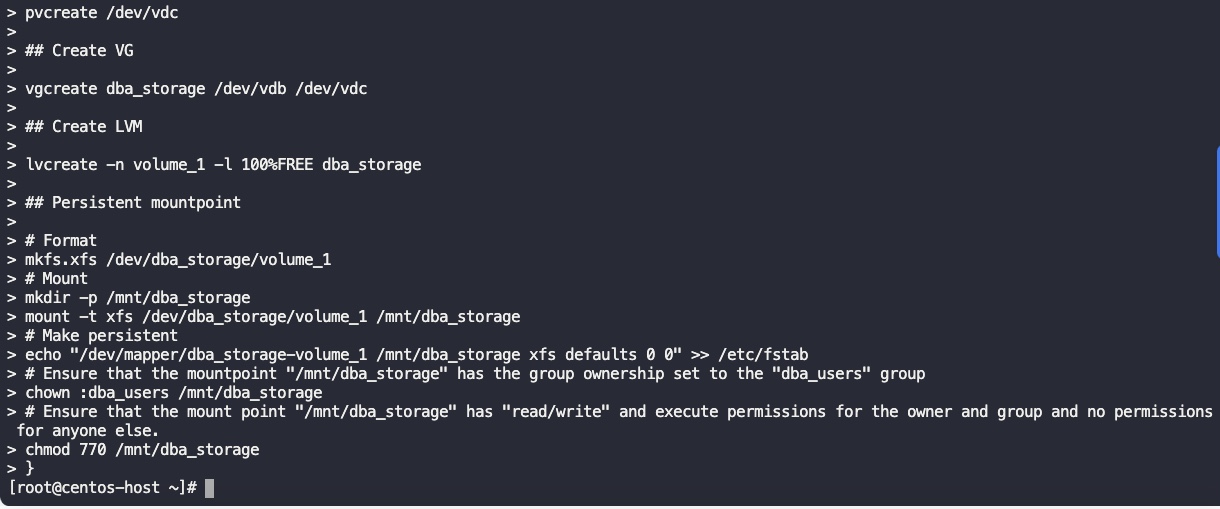 > pvcreate /dev/vdc
>
> ## Create VG
>
> vgcreate dba_storage /dev/vdb /dev/vdc
>
> ## Create LVM
>
> lvcreate -n volume_1 -l 100%FREE dba_storage
>
> ## Persistent mountpoint
>
> # Format
> mkfs.xfs /dev/dba_storage/volume_1
> # Mount
> mkdir -p /mnt/dba_storage
> mount -t xfs /dev/dba_storage/volume_1 /mnt/dba_storage
> # Make persistent
> echo "/dev/mapper/dba_storage-volume_1 /mnt/dba_storage xfs defaults 0 0" >> /etc/fstab
> # Ensure that the mountpoint "/mnt/dba_storage" has the group ownership set to the "dba_users" group
> chown :dba_users /mnt/dba_storage
> # Ensure that the mount point "/mnt/dba_storage" has "read/write" and execute permissions for the owner and group and no permissions
 for anyone else.
> chmod 770 /mnt/dba_storage
> }
[root@centos-host ~]#